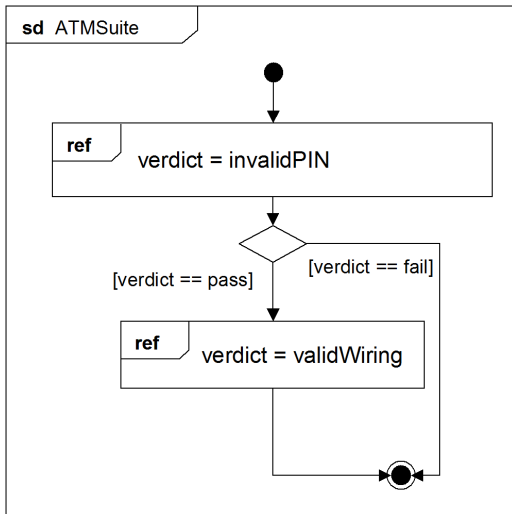 sd ATMSuite
ref
verdict = invalidPIN
[verdict == pass]
[verdict == fail]
ref
verdict = validWiring